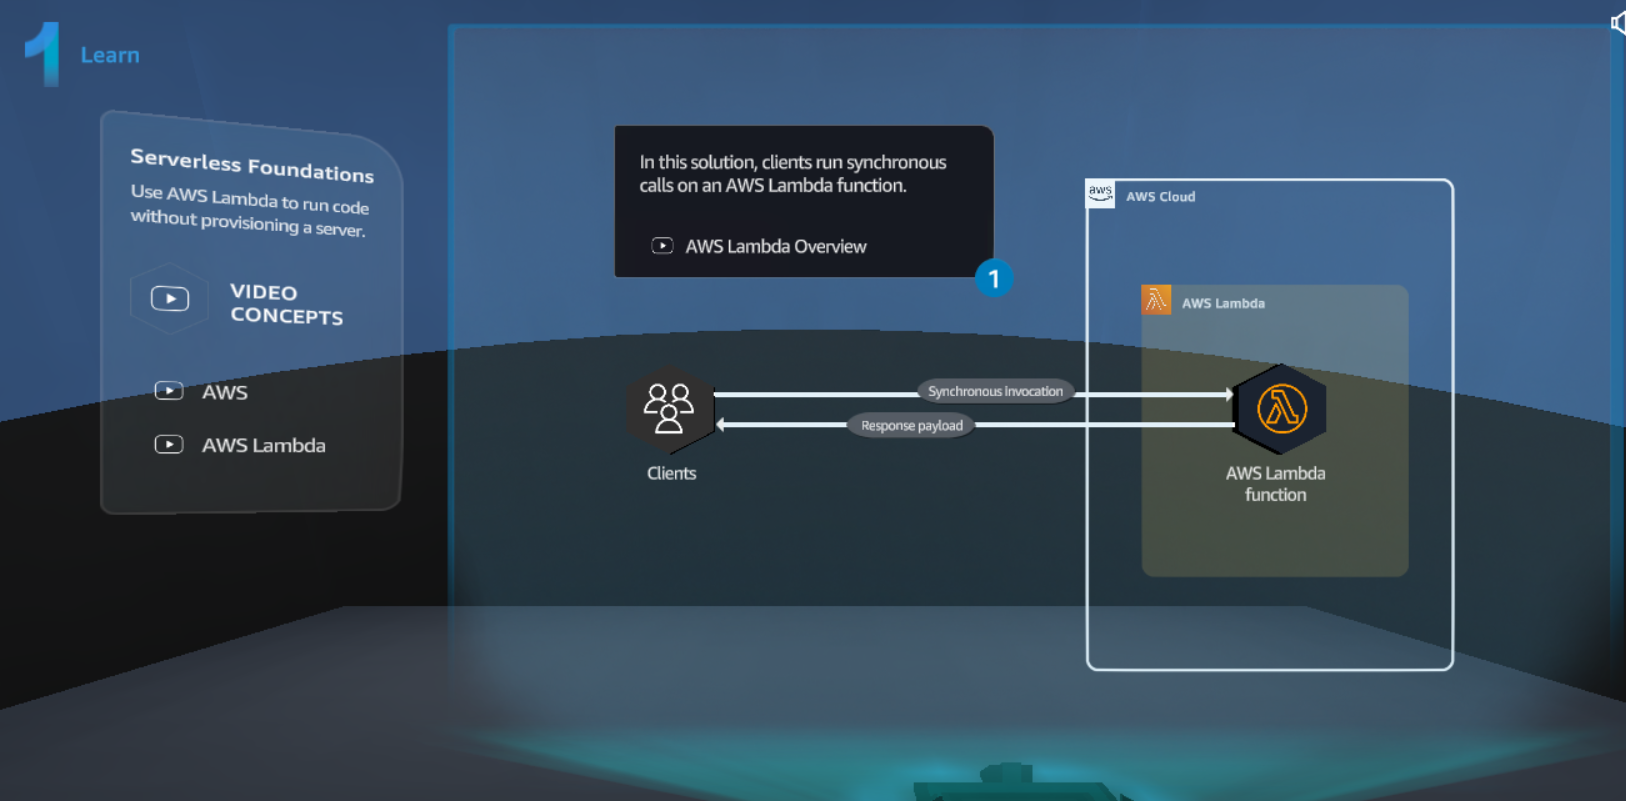 1
Learn
Serverless Foundations
Use AWS Lambda to run code
without provisioning a server.
VIDEO
CONCEPTS
AWS
AWS Lambda
In this solution, clients run synchronous
calls on an AWS Lambda function.
AWS Lambda Overview
1
aws
AWS Cloud
AWS Lambda
Synchronous invocation
Response payload
Clients
AWS Lambda
function